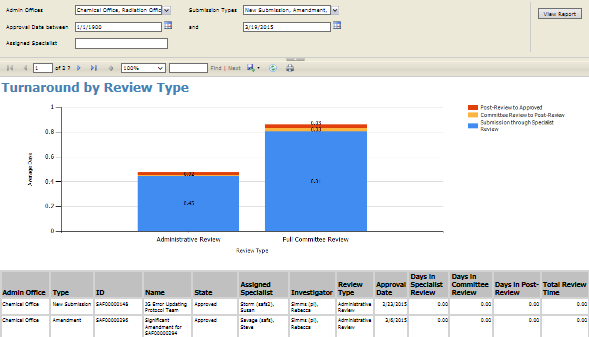 Admin Offices Chemical Office, Radiation Offic Submission Types New Submission, Amendment,
View Report
Approval Date between 1/1/1900 and 3/19/2015
Assigned Specialist
1 of 2 ? 100% Find | Next
Turnaround by Review Type
Post-Review to Approved
Committee Review to Post-Review
Submission through Specialist
Review
1
0.8
0.6
0.4
0.2
0
Average Days
0.02
0.45
0.03
0.03
0.81
Administrative Review Full Committee Review
Review Type
Admin Office Type ID Name State Assigned Specialist Investigator Review Type Approval Date Days in Specialist Review Days in Committee Review Days in Post-Review Total Review Time
Chemical Office New Submission SAF00000148 JG Error Updating Protocol Team Approved Storm (safs2), Susan Simms (pi), Rebecca Administrative Review 2/23/2015 0.00 0.00 0.00 0.00
Chemical Office Amendment SAF00000296 Significant Amendment for SAF00000294 Approved Savage (safs), Steve Simms (pi), Rebecca Administrative Review 3/6/2015 0.00 0.00 0.00 0.00